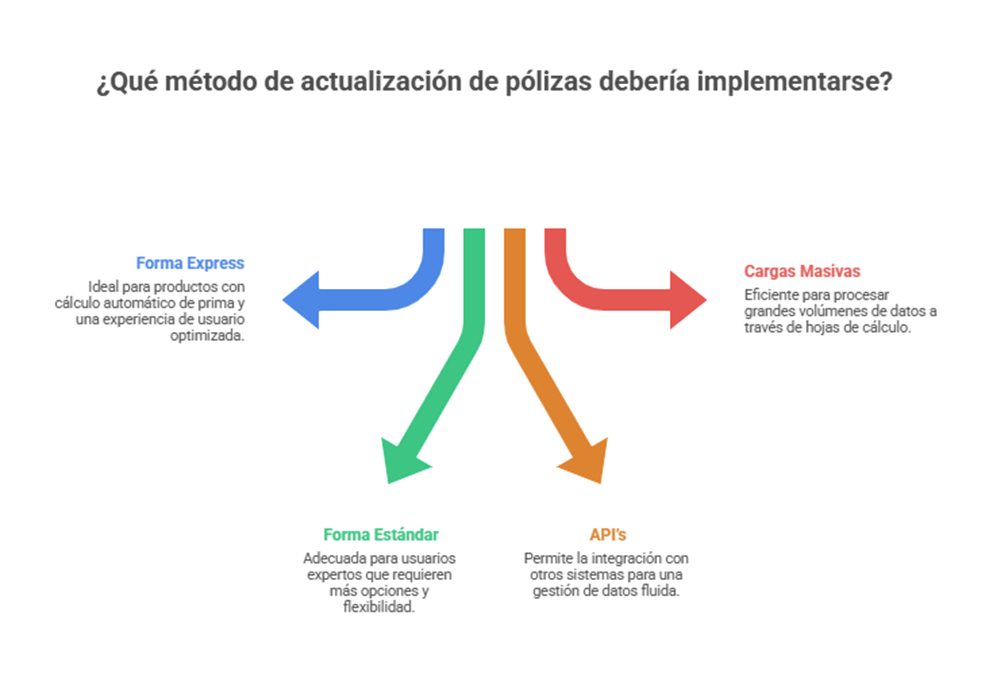 ¿Qué método de actualización de pólizas debería implementarse?
Forma Express
Ideal para productos con
cálculo automático de prima y
una experiencia de usuario
optimizada.
Cargas Masivas
Eficiente para procesar
grandes volúmenes de datos a
través de hojas de cálculo.
Forma Estándar
Adecuada para usuarios
expertos que requieren
más opciones y
flexibilidad.
API's
Permite la integración con
otros sistemas para una
gestión de datos fluida.